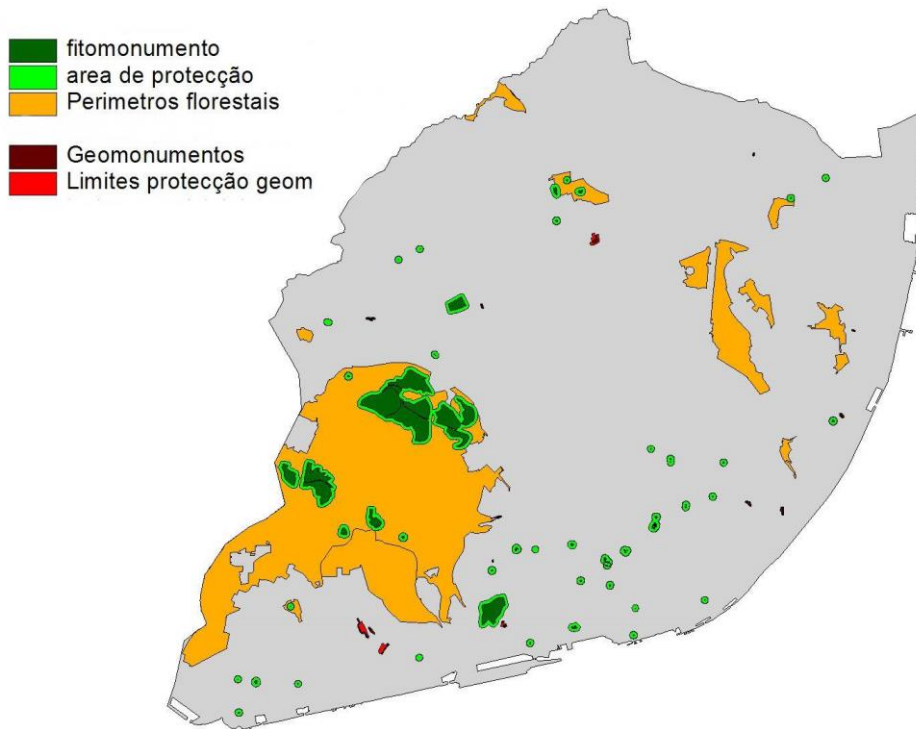 fitomonumento
area de protecção
Perimetros florestais
Geomonumentos
Limites protecção geom